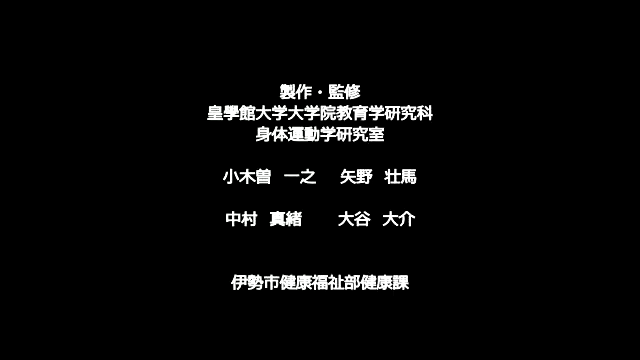 製作・監修
皇學館大学大学院教育学研究科
身体運動学研究室
小木曽 一之 矢野 壮馬
中村 真緒 大谷 大介
伊勢市健康福祉部健康課